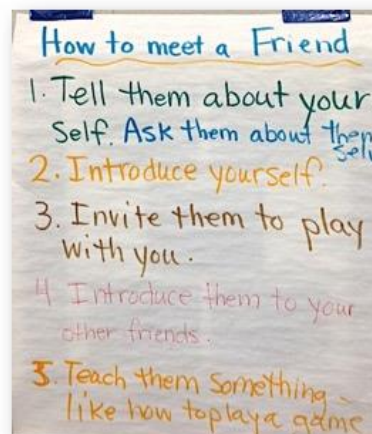 How to meet a Friend
1. Tell them about your
Self. Ask them about them
selv
2. Introduce yourself.
3. Invite them to play
with you.
4 Introduce them to your
other friends.
5. Teach them Something -
like how to play a game